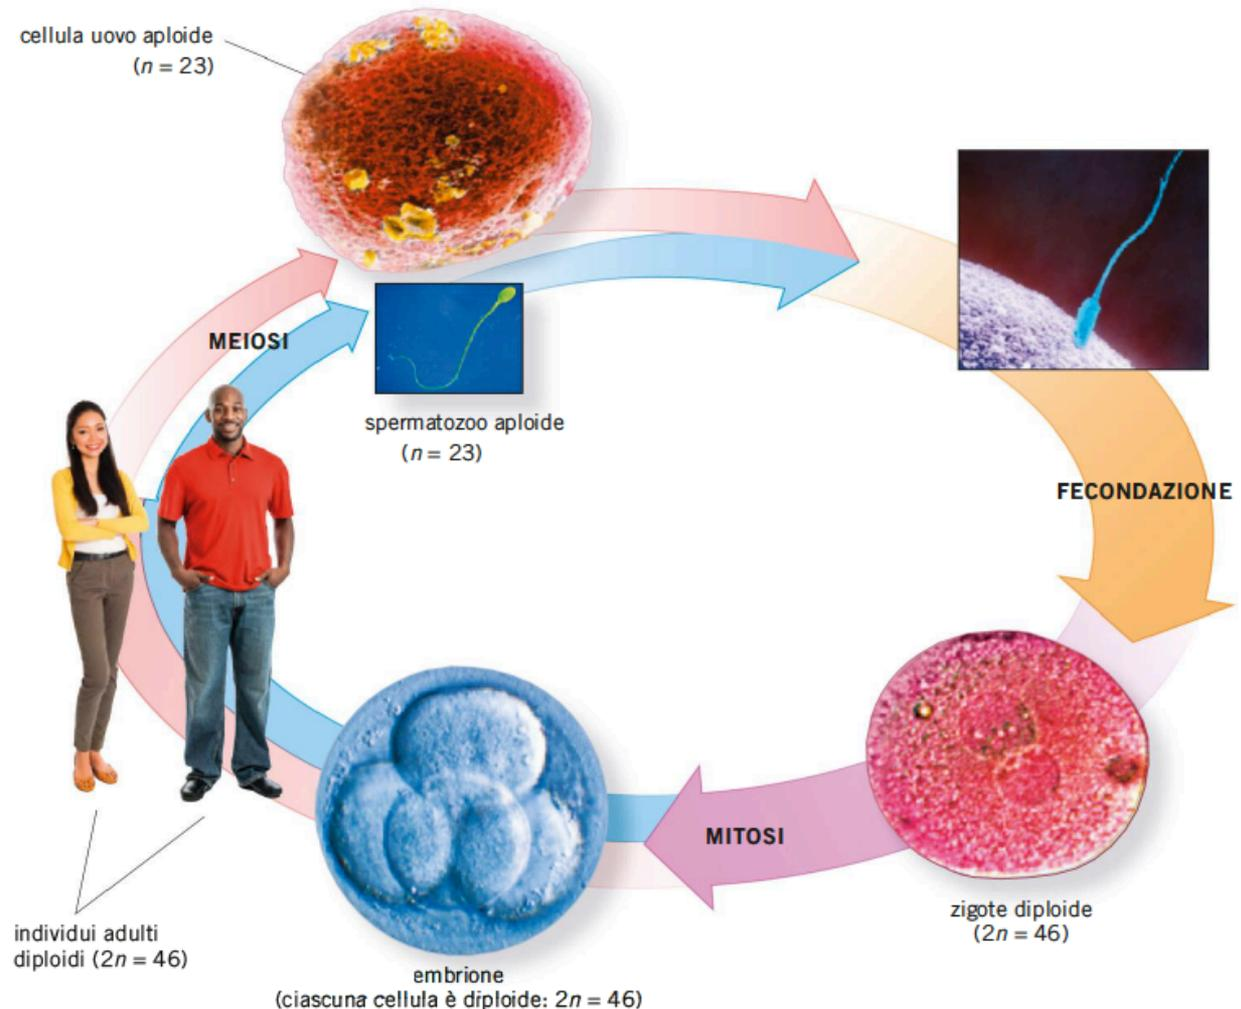 cellula uovo aploide
(n = 23)
MEIOSI
spermatozoo aploide
(n = 23)
FECONDAZIONE
MITOSI
zigote diploide
(2n = 46)
individui adulti
diploidi (2n = 46)
embrione
(ciascuna cellula è diploide: 2n = 46)